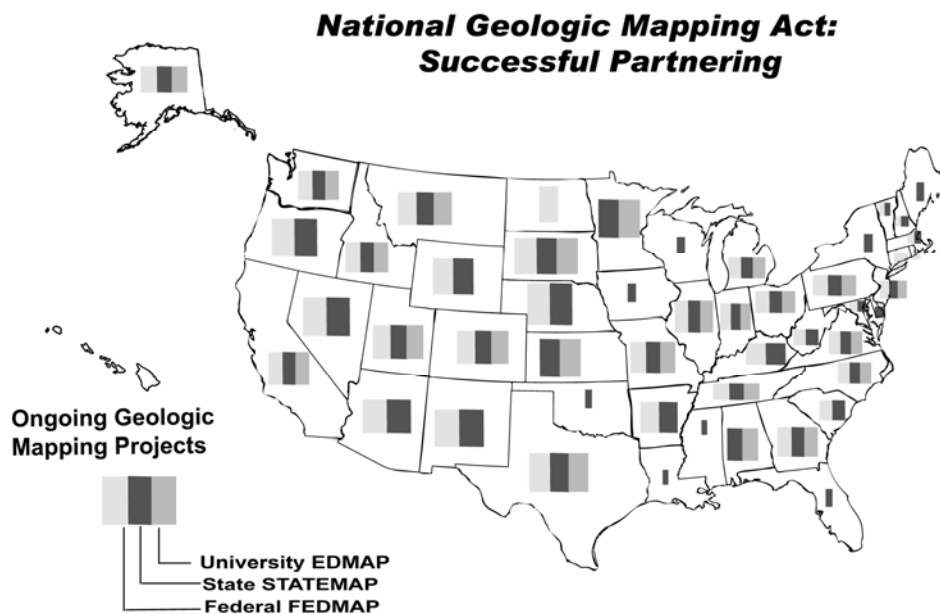 National Geologic Mapping Act:
Successful Partnering
Ongoing Geologic
Mapping Projects
University EDMAP
State STATEMAP
Federal FEDMAP